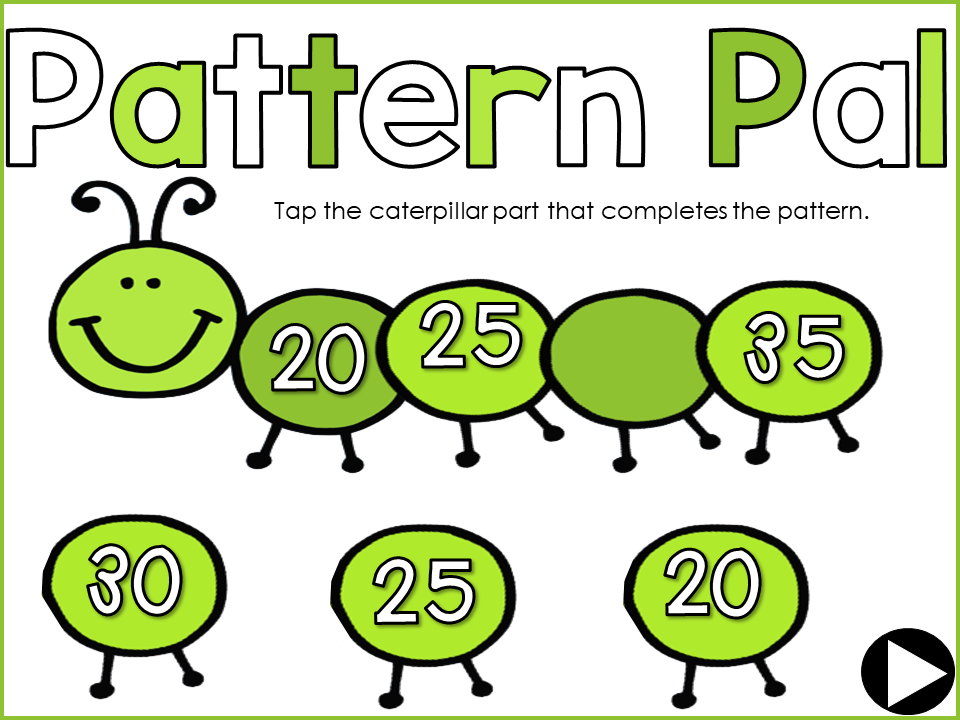 Pattern Pal
Tap the caterpillar part that completes the pattern.
20 25 35
30 25 20